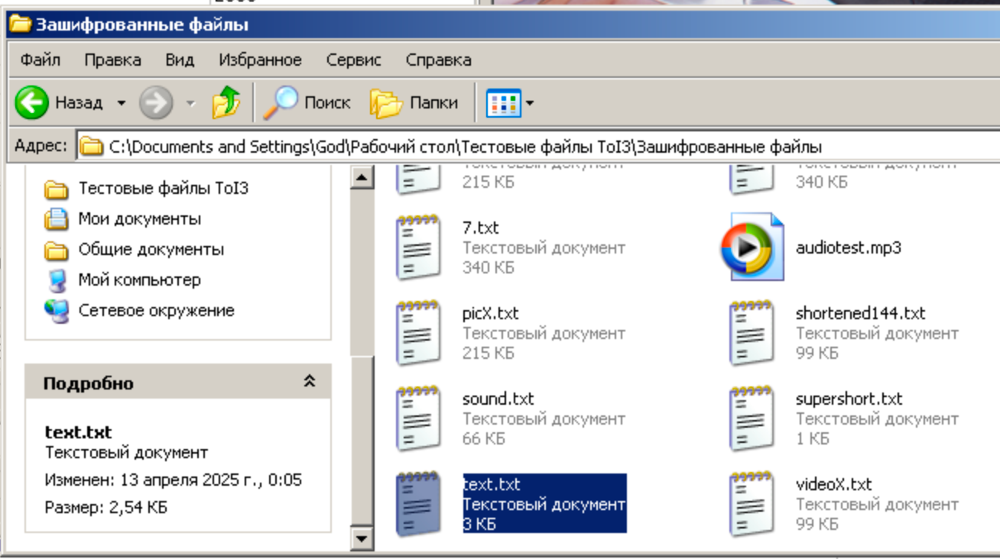 2000
Зашифрованные файлы
Файл Правка Вид Избранное Сервис Справка
Назад Поиск Папки
Адрес: C:\Documents and Settings\God\Рабочий стол\Тестовые файлы ToI3\Зашифрованные файлы
Тестовые файлы ToI3
Мои документы
Общие документы
Мой компьютер
Сетевое окружение
Подробно
text.txt
Текстовый документ
Изменен: 13 апреля 2025 г., 0:05
Размер: 2,54 КБ
Текстовый документ
215 КБ
Текстовый документ
340 КБ
7.txt
Текстовый документ
340 КБ
audiotest.mp3
picX.txt
Текстовый документ
215 КБ
shortened144.txt
Текстовый документ
99 КБ
sound.txt
Текстовый документ
66 КБ
supershort.txt
Текстовый документ
1 КБ
text.txt
Текстовый документ
3 КБ
videoX.txt
Текстовый документ
99 КБ